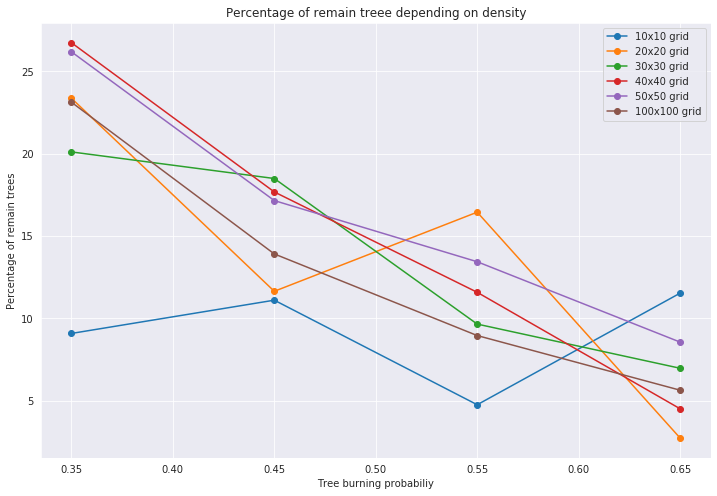 Percentage of remain treee depending on density
10x10 grid
20x20 grid
30x30 grid
40x40 grid
50x50 grid
100x100 grid
Percentage of remain trees
25
20
15
10
5
0.35 0.40 0.45 0.50 0.55 0.60 0.65
Tree burning probabiliy